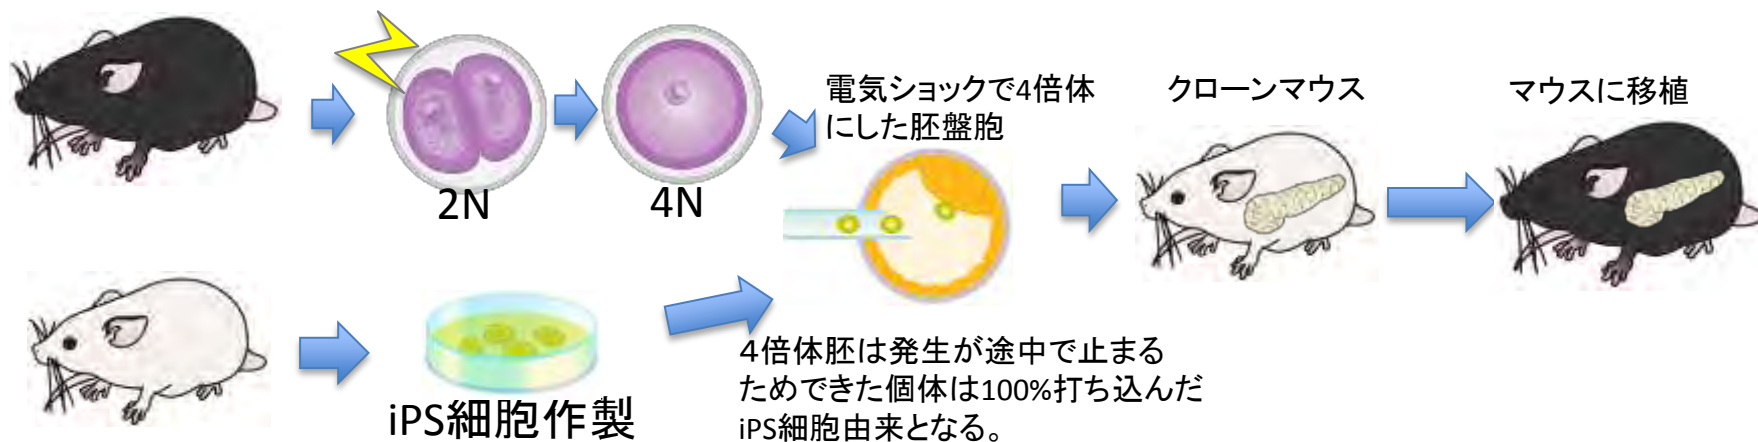 電気ショックで4倍体
にした胚盤胞
クローンマウス
マウスに移植
2N
4N
iPS細胞作製
４倍体胚は発生が途中で止まる
ためできた個体は100%打ち込んだ
iPS細胞由来となる。